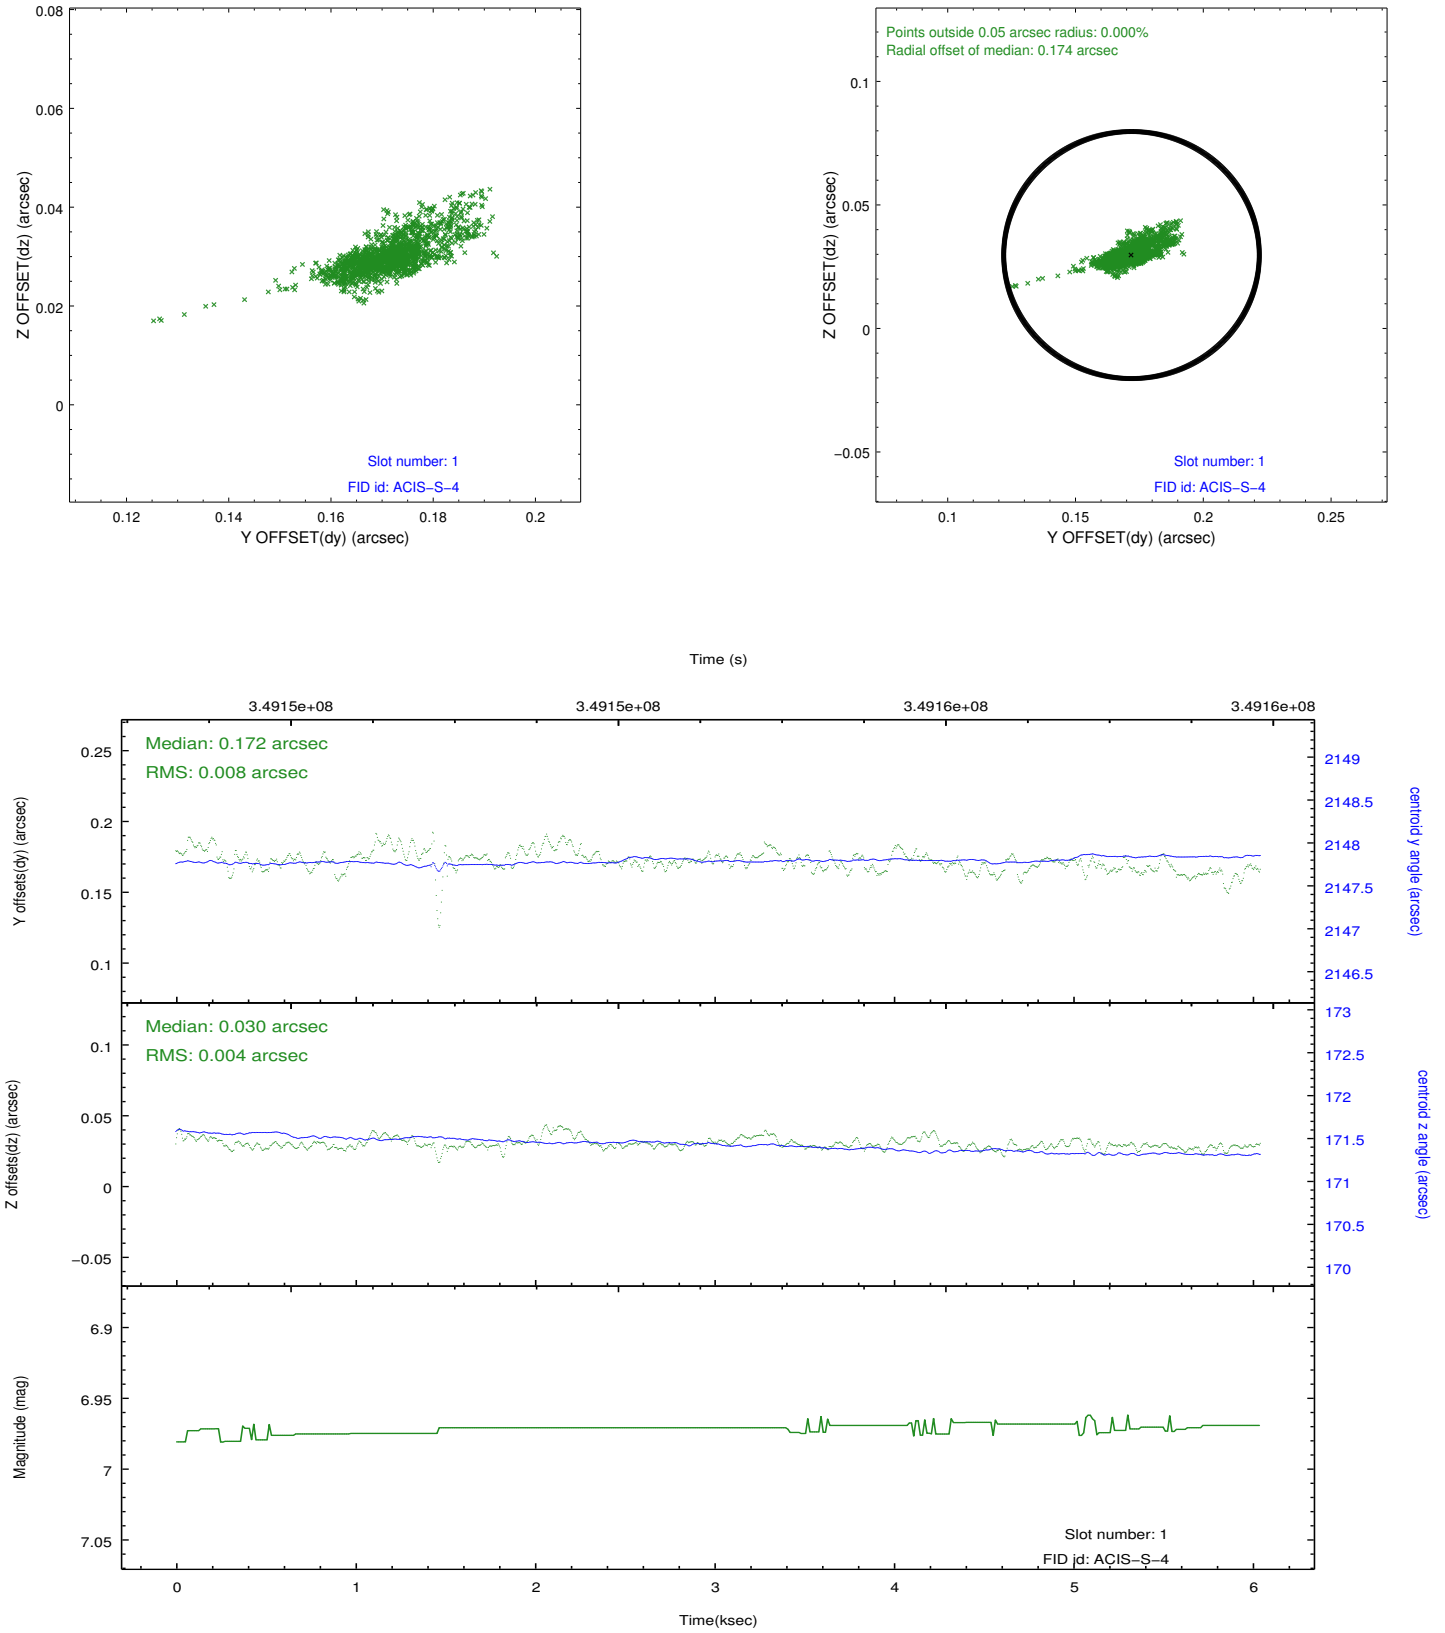 0.08
0.06
0.04
0.02
0
Z OFFSET(dz) (arcsec)
Slot number: 1
FID id: ACIS-S-4
0.12 0.14 0.16 0.18 0.2
Y OFFSET(dy) (arcsec)
Points outside 0.05 arcsec radius: 0.000%
Radial offset of median: 0.174 arcsec
0.1
0.05
0
−0.05
Z OFFSET(dz) (arcsec)
Slot number: 1
FID id: ACIS-S-4
0.1 0.15 0.2 0.25
Y OFFSET(dy) (arcsec)
Time (s)
3.4915e+08 3.4915e+08 3.4916e+08 3.4916e+08
Median: 0.172 arcsec
RMS: 0.008 arcsec
0.25
0.2
0.15
0.1
Y offsets(dy) (arcsec)
2149
2148.5
2148
2147.5
2147
2146.5
centroid y angle (arcsec)
Median: 0.030 arcsec
RMS: 0.004 arcsec
0.1
0.05
0
−0.05
Z offsets(dz) (arcsec)
173
172.5
172
171.5
171
170.5
170
centroid z angle (arcsec)
6.9
6.95
7
7.05
Magnitude (mag)
Slot number: 1
FID id: ACIS-S-4
0 1 2 3 4 5 6
Time(ksec)